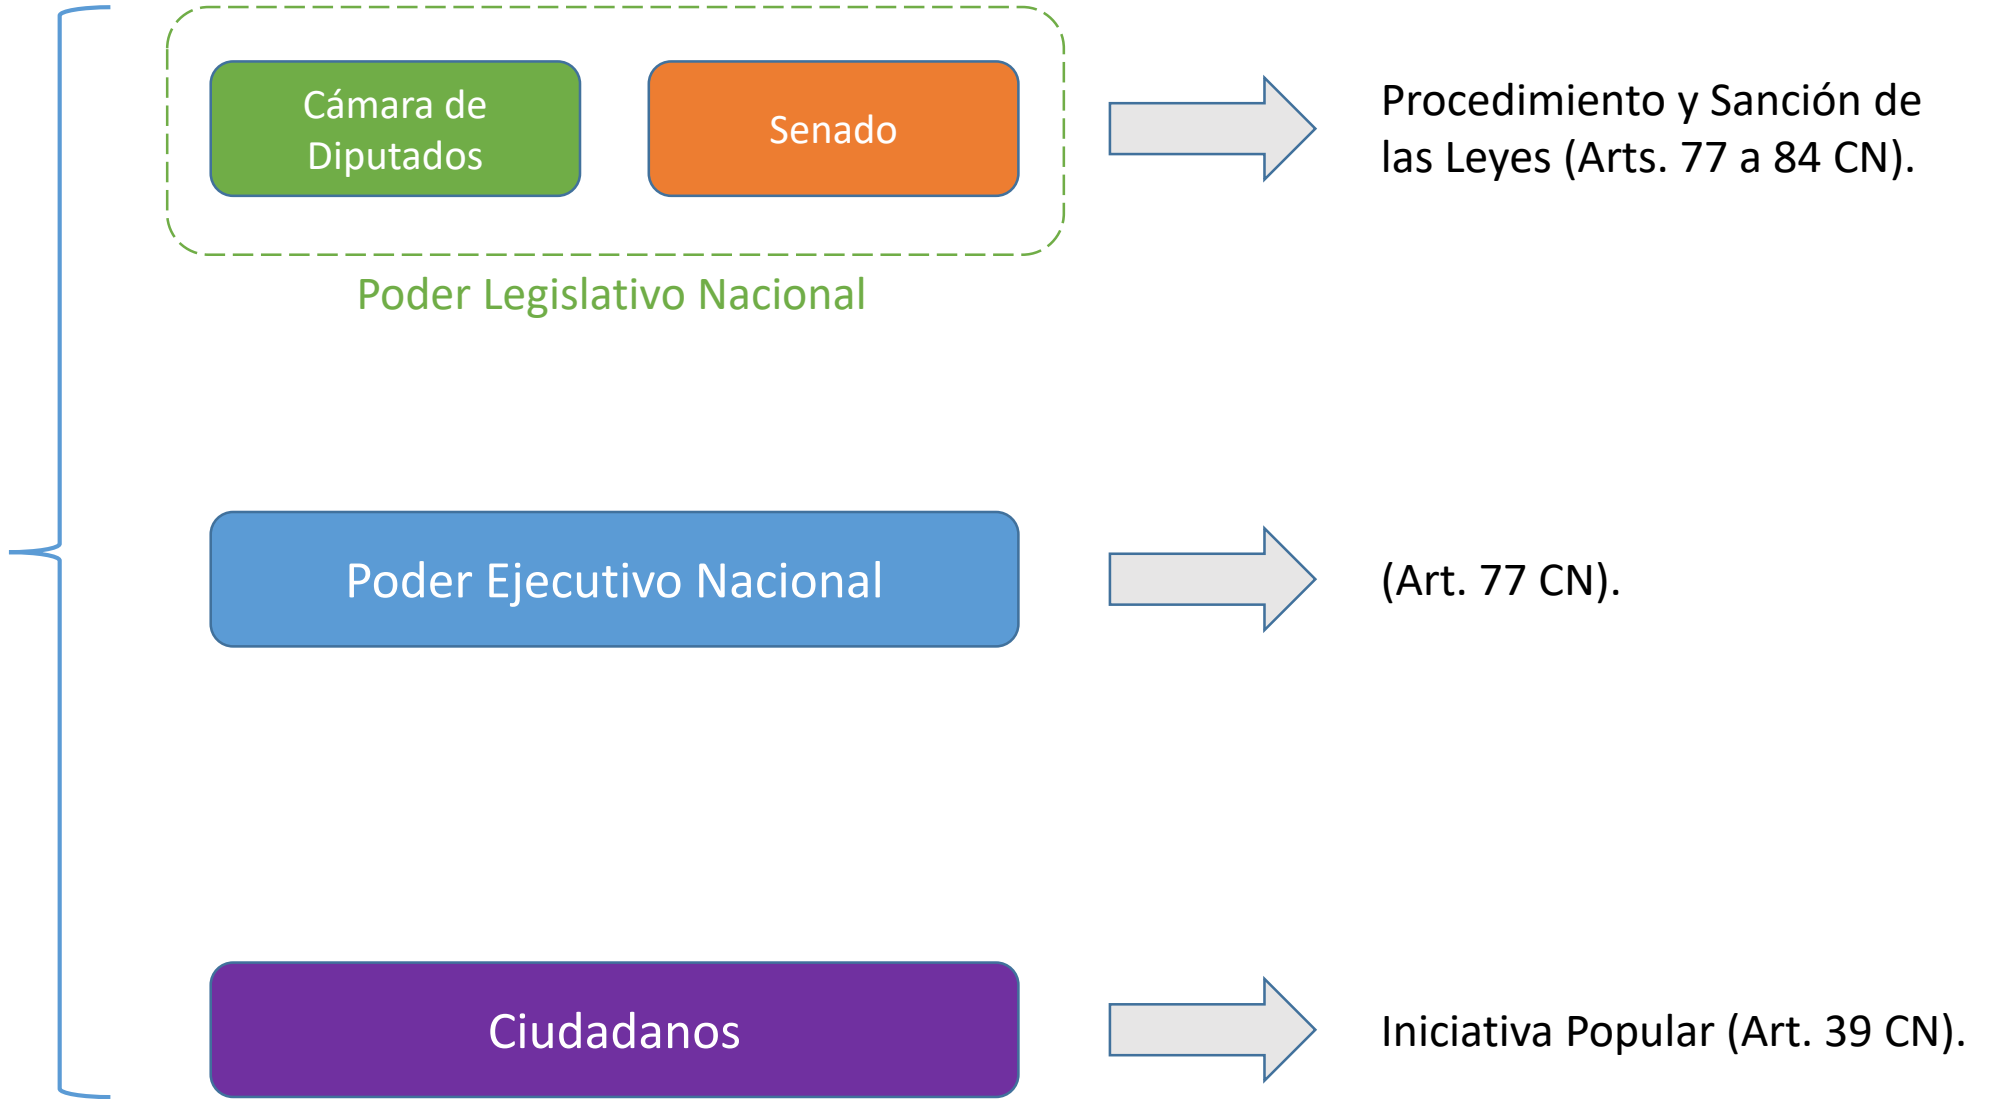 Cámara de
Diputados
Senado
Procedimiento y Sanción de
las Leyes (Arts. 77 a 84 CN).
Poder Legislativo Nacional
Poder Ejecutivo Nacional
(Art. 77 CN).
Ciudadanos
Iniciativa Popular (Art. 39 CN).